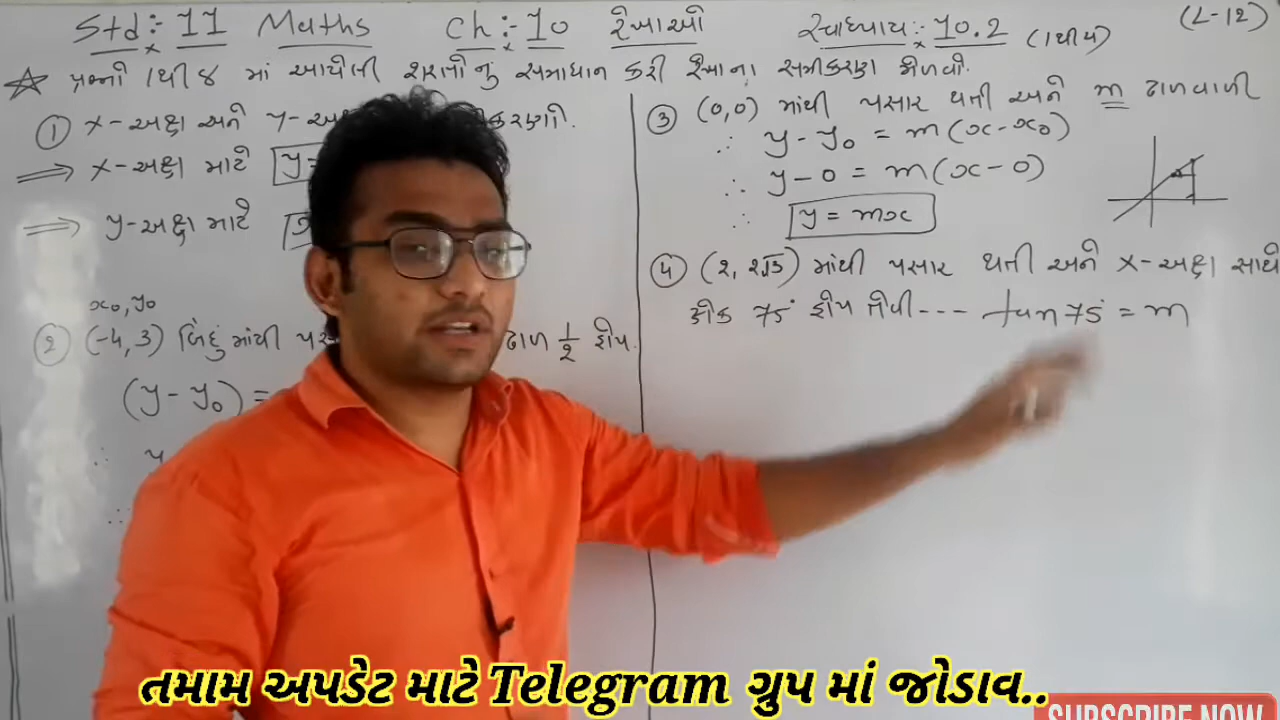 Std:- 11 Maths Ch:- 10 રેખાઓ સ્વાધ્યાય:- 10.2 (1થી૫) (L-12)
પ્રશ્નો 1થી ૪ માં આપેલી શરતોનું સમાધાન કરી રેખાના સમીકરણ મેળવો.
① x-અક્ષ અને y-અક્ષ
⟹ x-અક્ષ માટે y=
⟹ y-અક્ષ માટે
x₀, y₀
② (-4, 3) બિંદુમાંથી ઢાળ 1/2 હોય.
(y-y₀) =
∴ y
∴
③ (0,0) માંથી પસાર થતી અને m ઢાળવાળી
∴ y-y₀ = m(x-x₀)
∴ y-0 = m(x-0)
∴ y = mx
④ (2, 2√3) માંથી પસાર થતી અને x-અક્ષ સાથે
75° હોય તેવી--- tan 75° = m
તમામ અપડેટ માટે Telegram ગ્રુપ માં જોડાવ..
SUBSCRIBE NOW